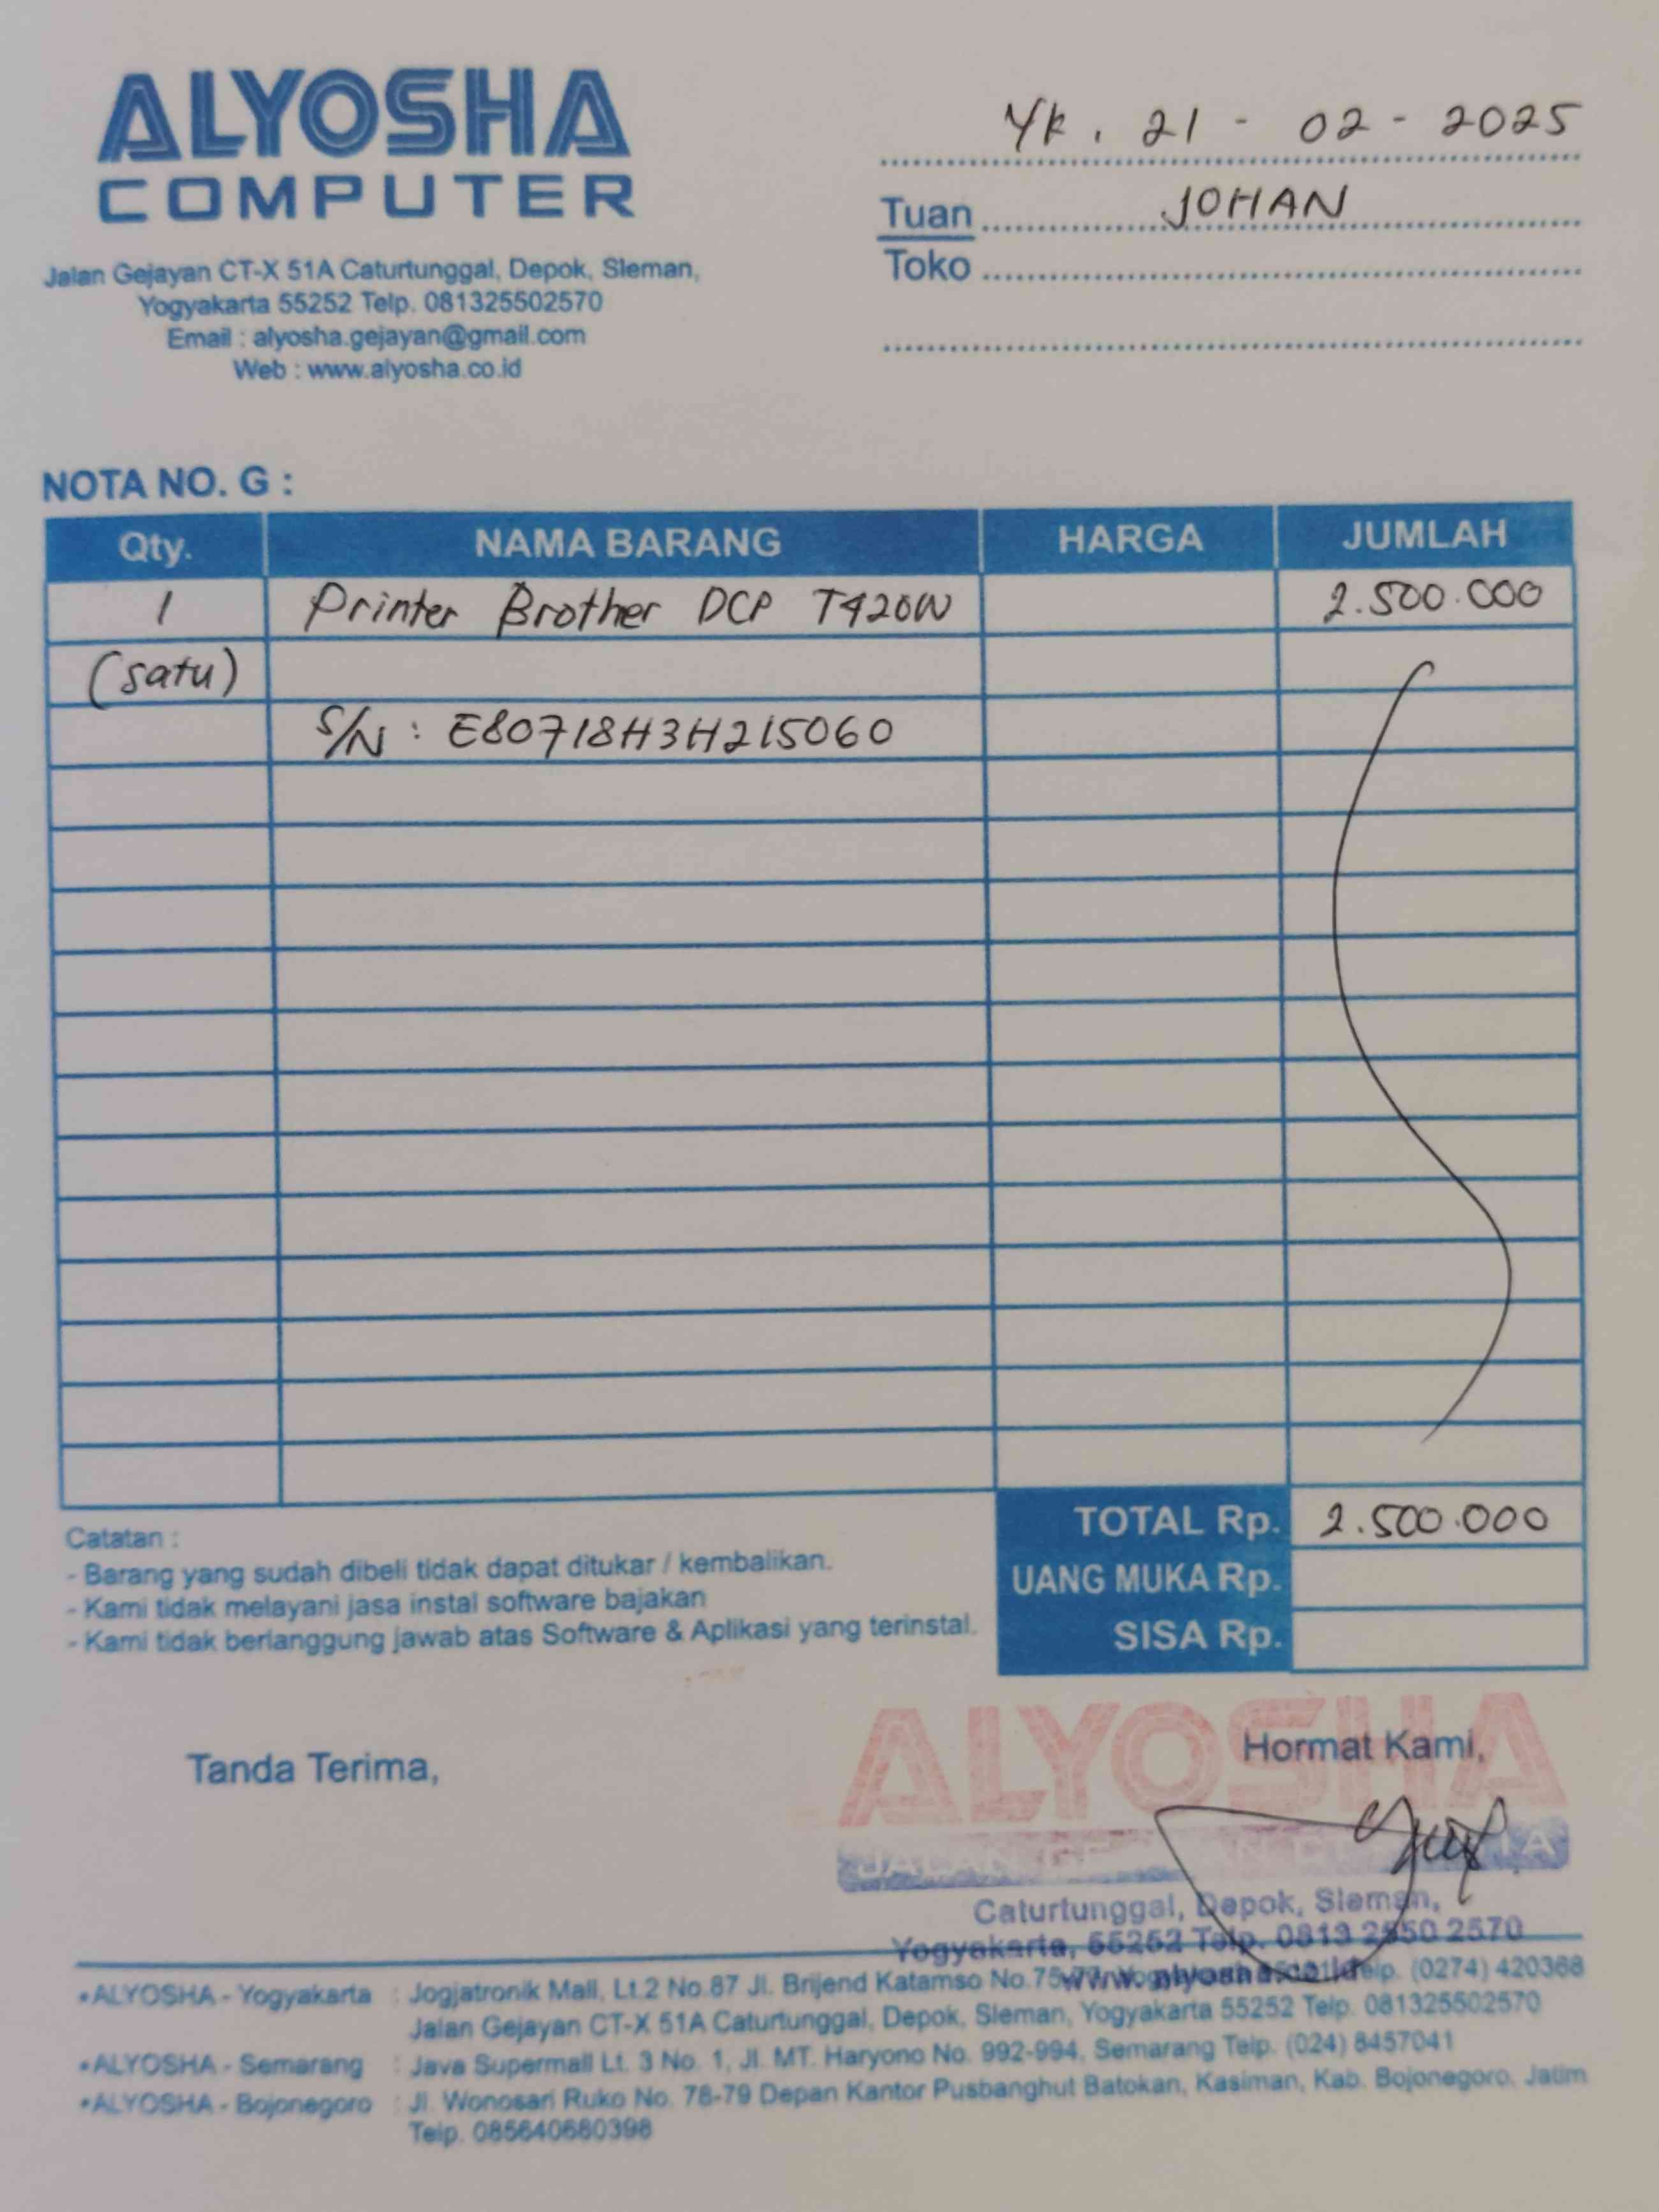 ALYOSHA
COMPUTER
Jalan Gejayan CT-X 51A Caturtunggal, Depok, Sleman,
Yogyakarta 55252 Telp. 081325502570
Email : alyosha.gejayan@gmail.com
Web : www.alyosha.co.id
Yk. 21 - 02 - 2025
Tuan JOHAN
Toko
NOTA NO. G :
Qty. NAMA BARANG HARGA JUMLAH
1 Printer Brother DCP T420W 2.500.000
(satu)
S/N : E80718H3H215060
TOTAL Rp. 2.500.000
UANG MUKA Rp.
SISA Rp.
Catatan :
- Barang yang sudah dibeli tidak dapat ditukar / kembalikan.
- Kami tidak melayani jasa instal software bajakan
- Kami tidak berlanggung jawab atas Software & Aplikasi yang terinstal.
Tanda Terima,
Hormat Kami,
ALYOSHA
JALAN
Caturtunggal, Depok, Sleman,
Yogyakarta, 55252 Telp. 0813 2550 2570
www.alyosha.co.id
•ALYOSHA - Yogyakarta : Jogjatronik Mall, Lt.2 No.87 Jl. Brijend Katamso No.75-77, Telp. (0274) 420368
Jalan Gejayan CT-X 51A Caturtunggal, Depok, Sleman, Yogyakarta 55252 Telp. 081325502570
•ALYOSHA - Semarang : Java Supermall Lt. 3 No. 1, Jl. MT. Haryono No. 992-994, Semarang Telp. (024) 8457041
•ALYOSHA - Bojonegoro : Jl. Wonosari Ruko No. 78-79 Depan Kantor Pusbanghut Batokan, Kasiman, Kab. Bojonegoro, Jatim
Telp. 085640680398